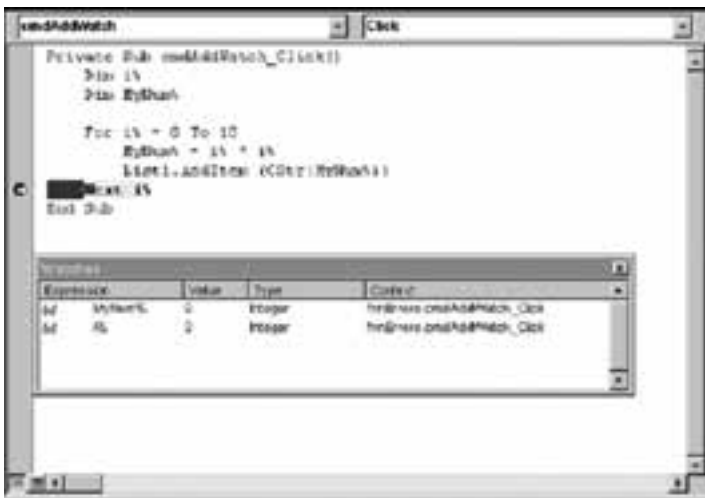 cmdAddWatch Click
Private Sub cmdAddWatch_Click()
Dim i%
Dim MyNum%
For i% = 0 To 10
MyNum% = i% * i%
List1.AddItem (CStr(MyNum%))
Next i%
End Sub
Watches
Expression Value Type Context
MyNum% 0 Integer frmErrors.cmdAddWatch_Click
i% 0 Integer frmErrors.cmdAddWatch_Click